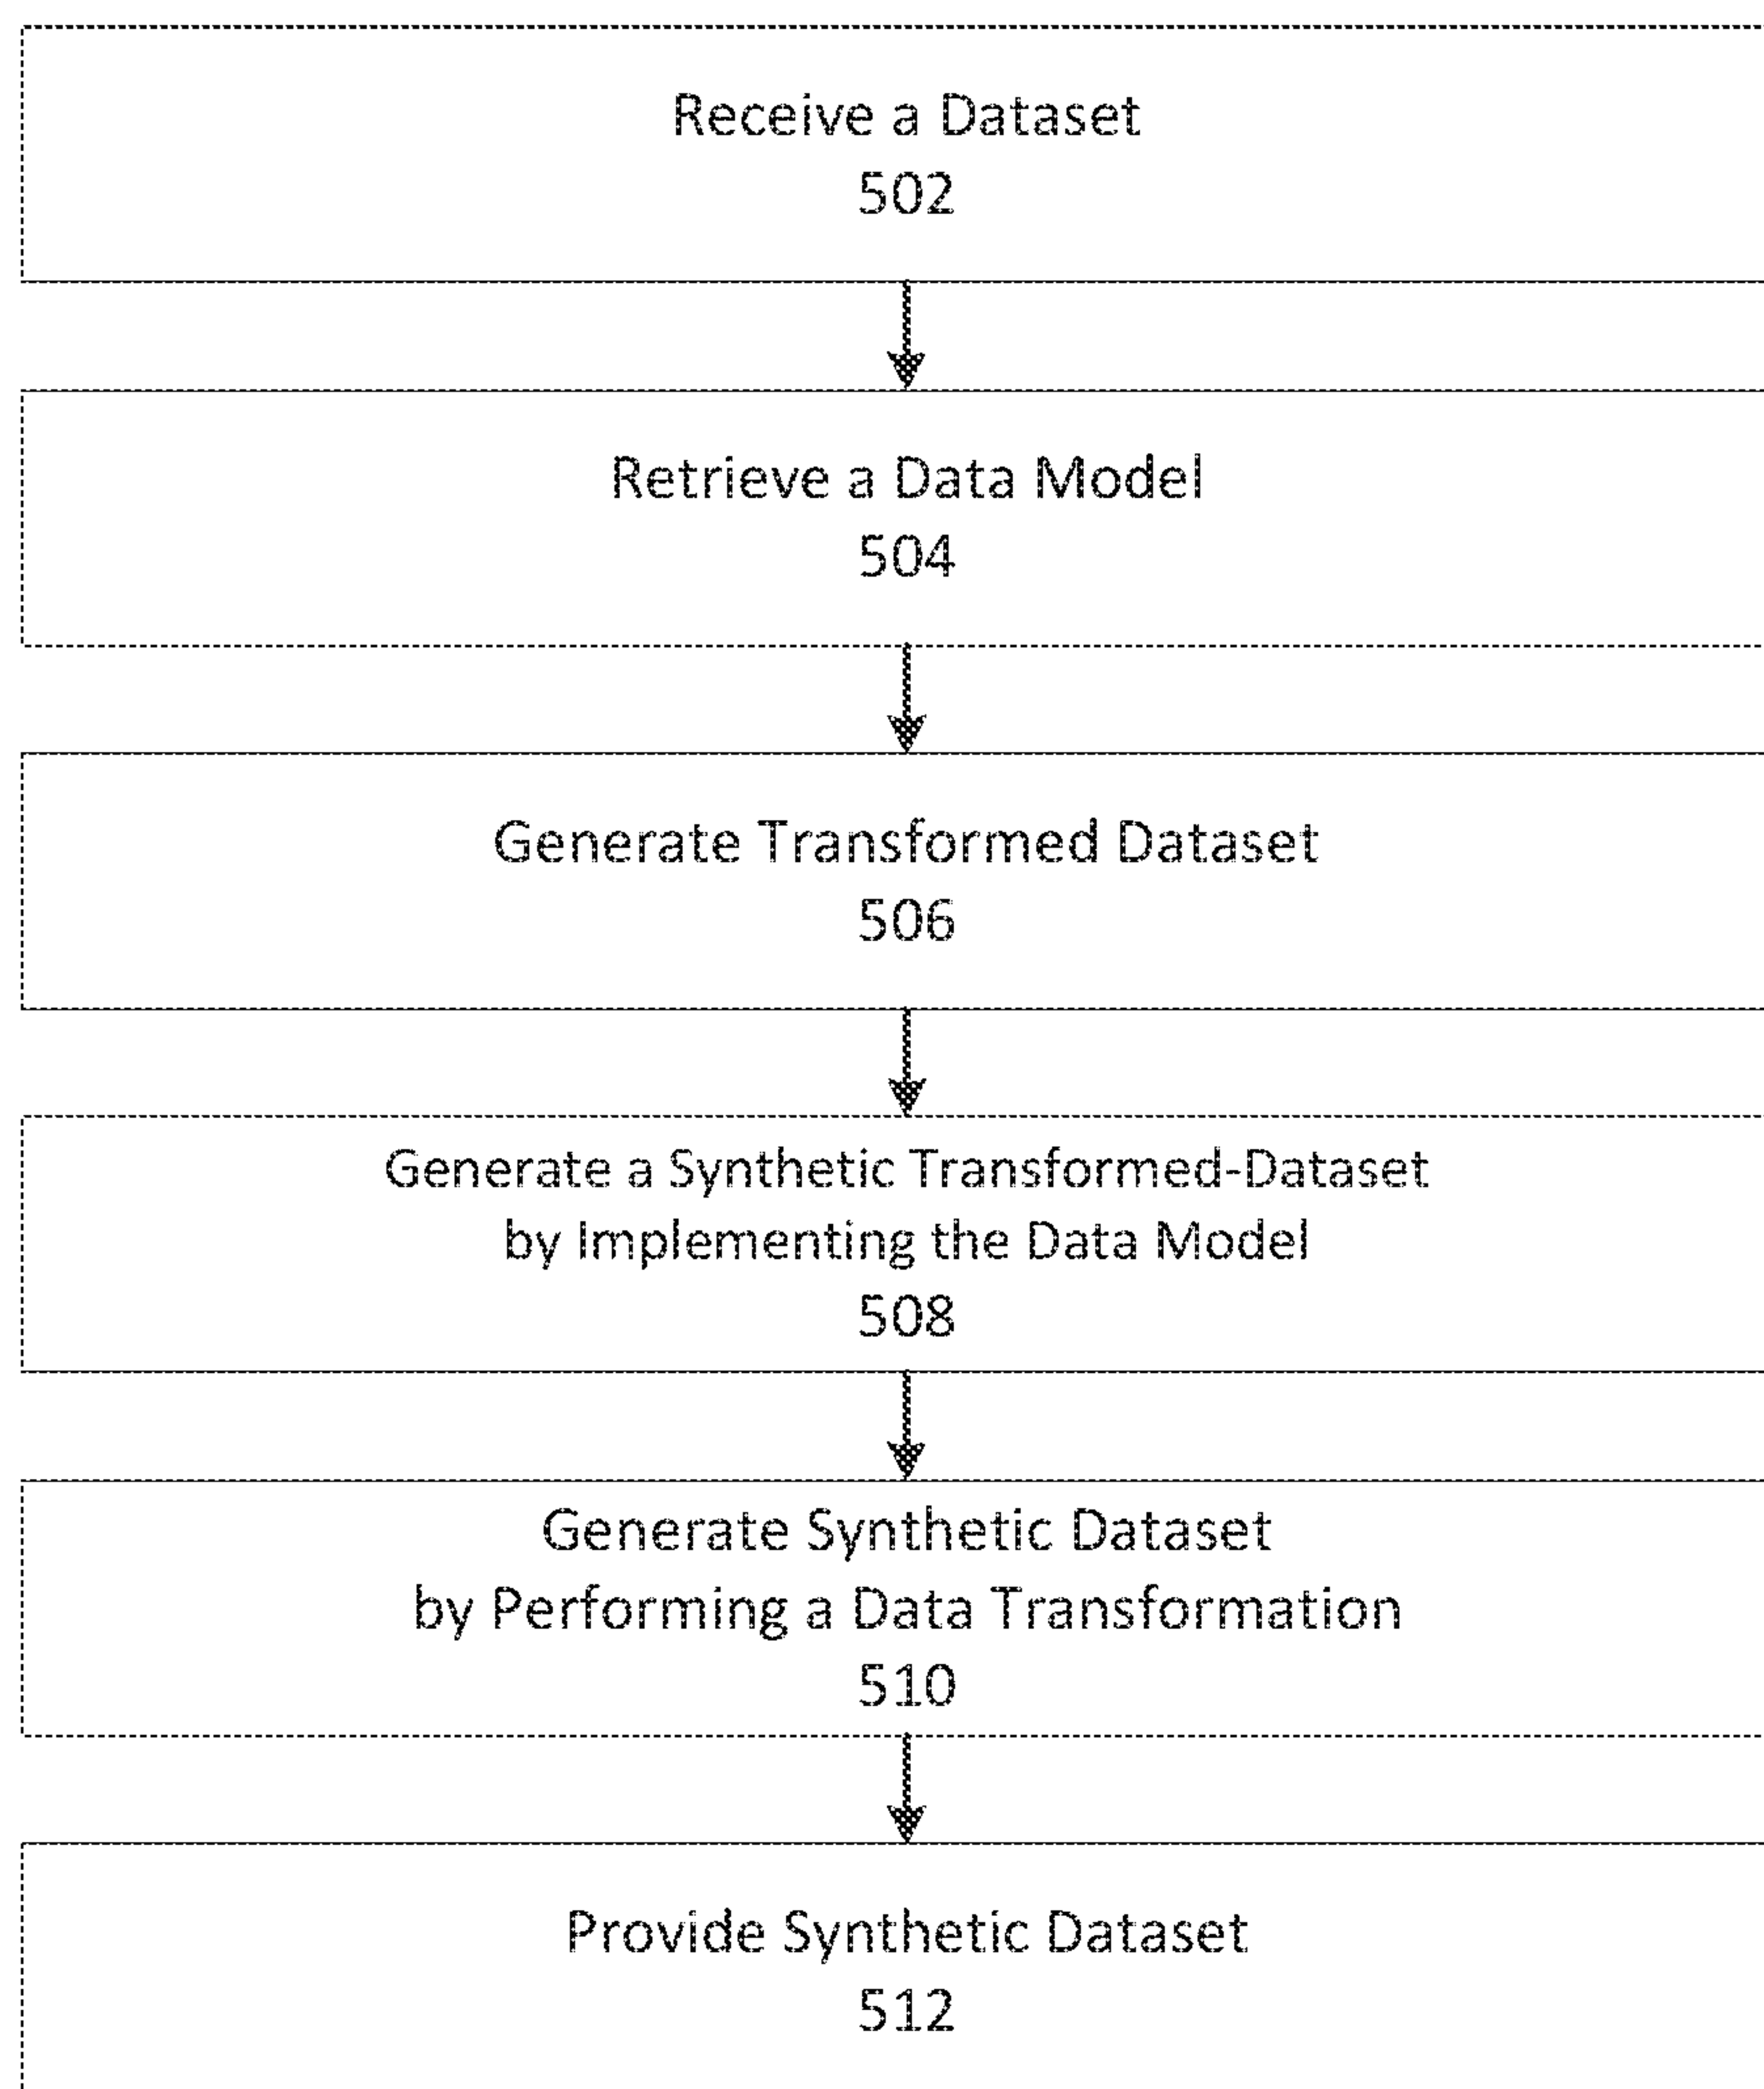 Receive a Dataset
502
Retrieve a Data Model
504
Generate Transformed Dataset
506
Generate a Synthetic Transformed-Dataset
by Implementing the Data Model
508
Generate Synthetic Dataset
by Performing a Data Transformation
510
Provide Synthetic Dataset
512